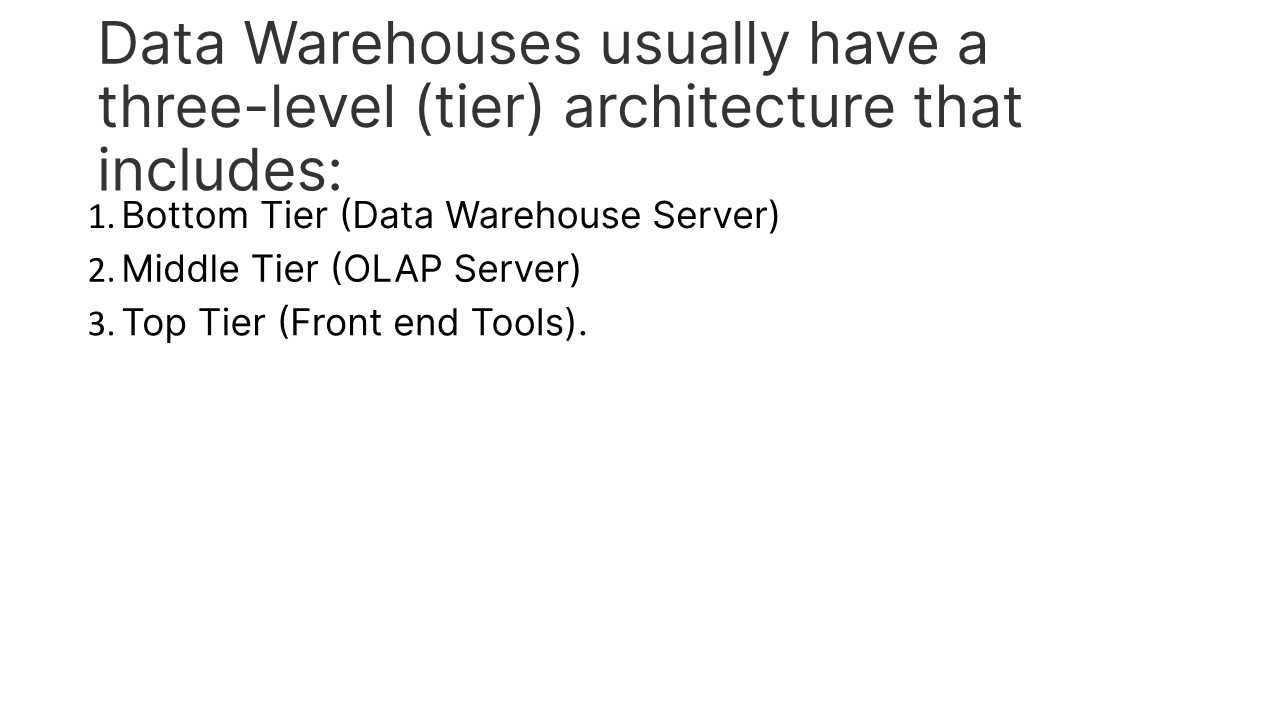 Data Warehouses usually have a
three-level (tier) architecture that
includes:
1. Bottom Tier (Data Warehouse Server)
2. Middle Tier (OLAP Server)
3. Top Tier (Front end Tools).